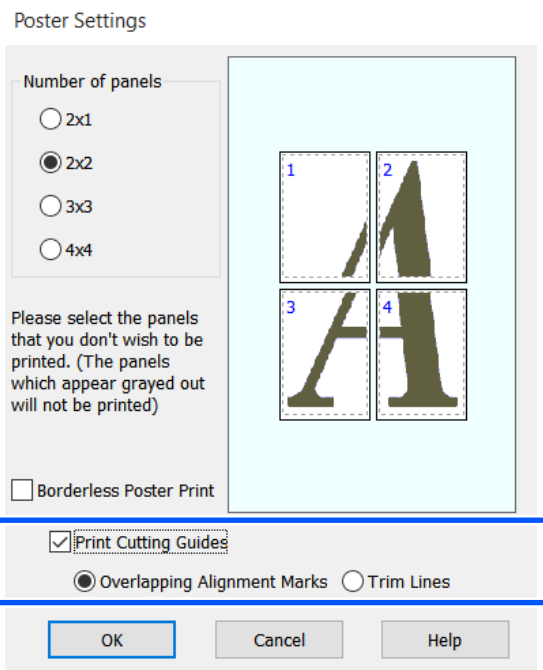 Poster Settings
Number of panels
2x1
2x2
3x3
4x4
1
2
3
4
Please select the panels
that you don't wish to be
printed. (The panels
which appear grayed out
will not be printed)
Borderless Poster Print
Print Cutting Guides
Overlapping Alignment Marks Trim Lines
OK Cancel Help